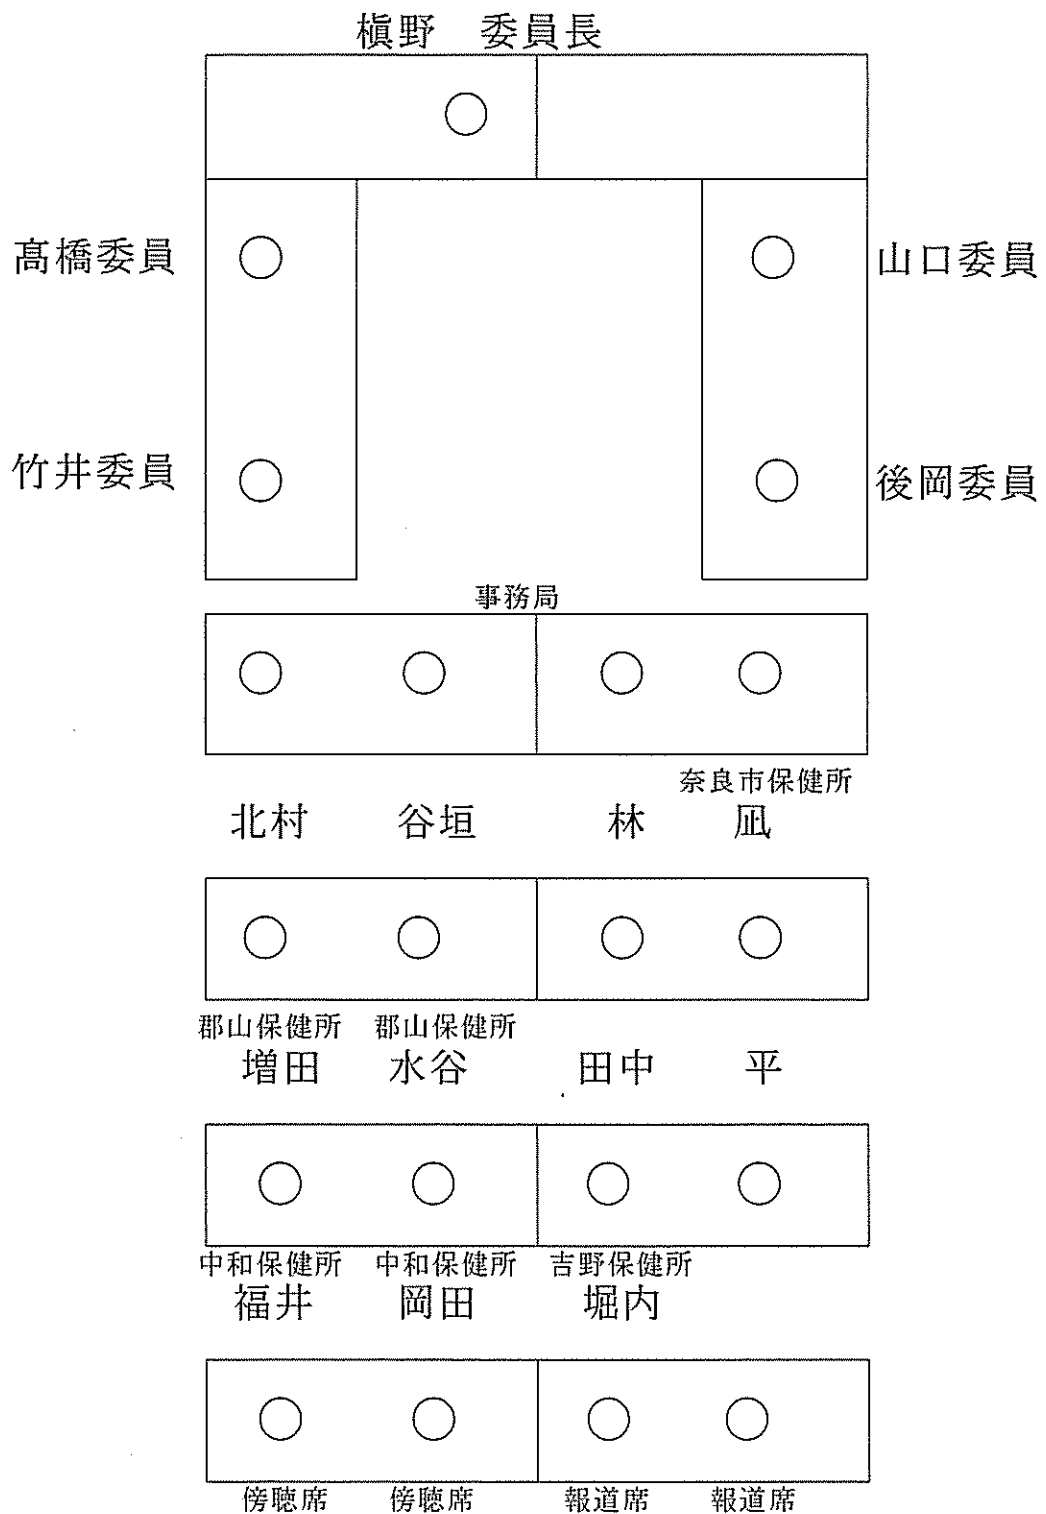 槇野　委員長
髙橋委員　山口委員
竹井委員　後岡委員
事務局
奈良市保健所
北村　谷垣　林　凪
郡山保健所　郡山保健所
増田　水谷　田中　平
中和保健所　中和保健所　吉野保健所
福井　岡田　堀内
傍聴席　傍聴席　報道席　報道席